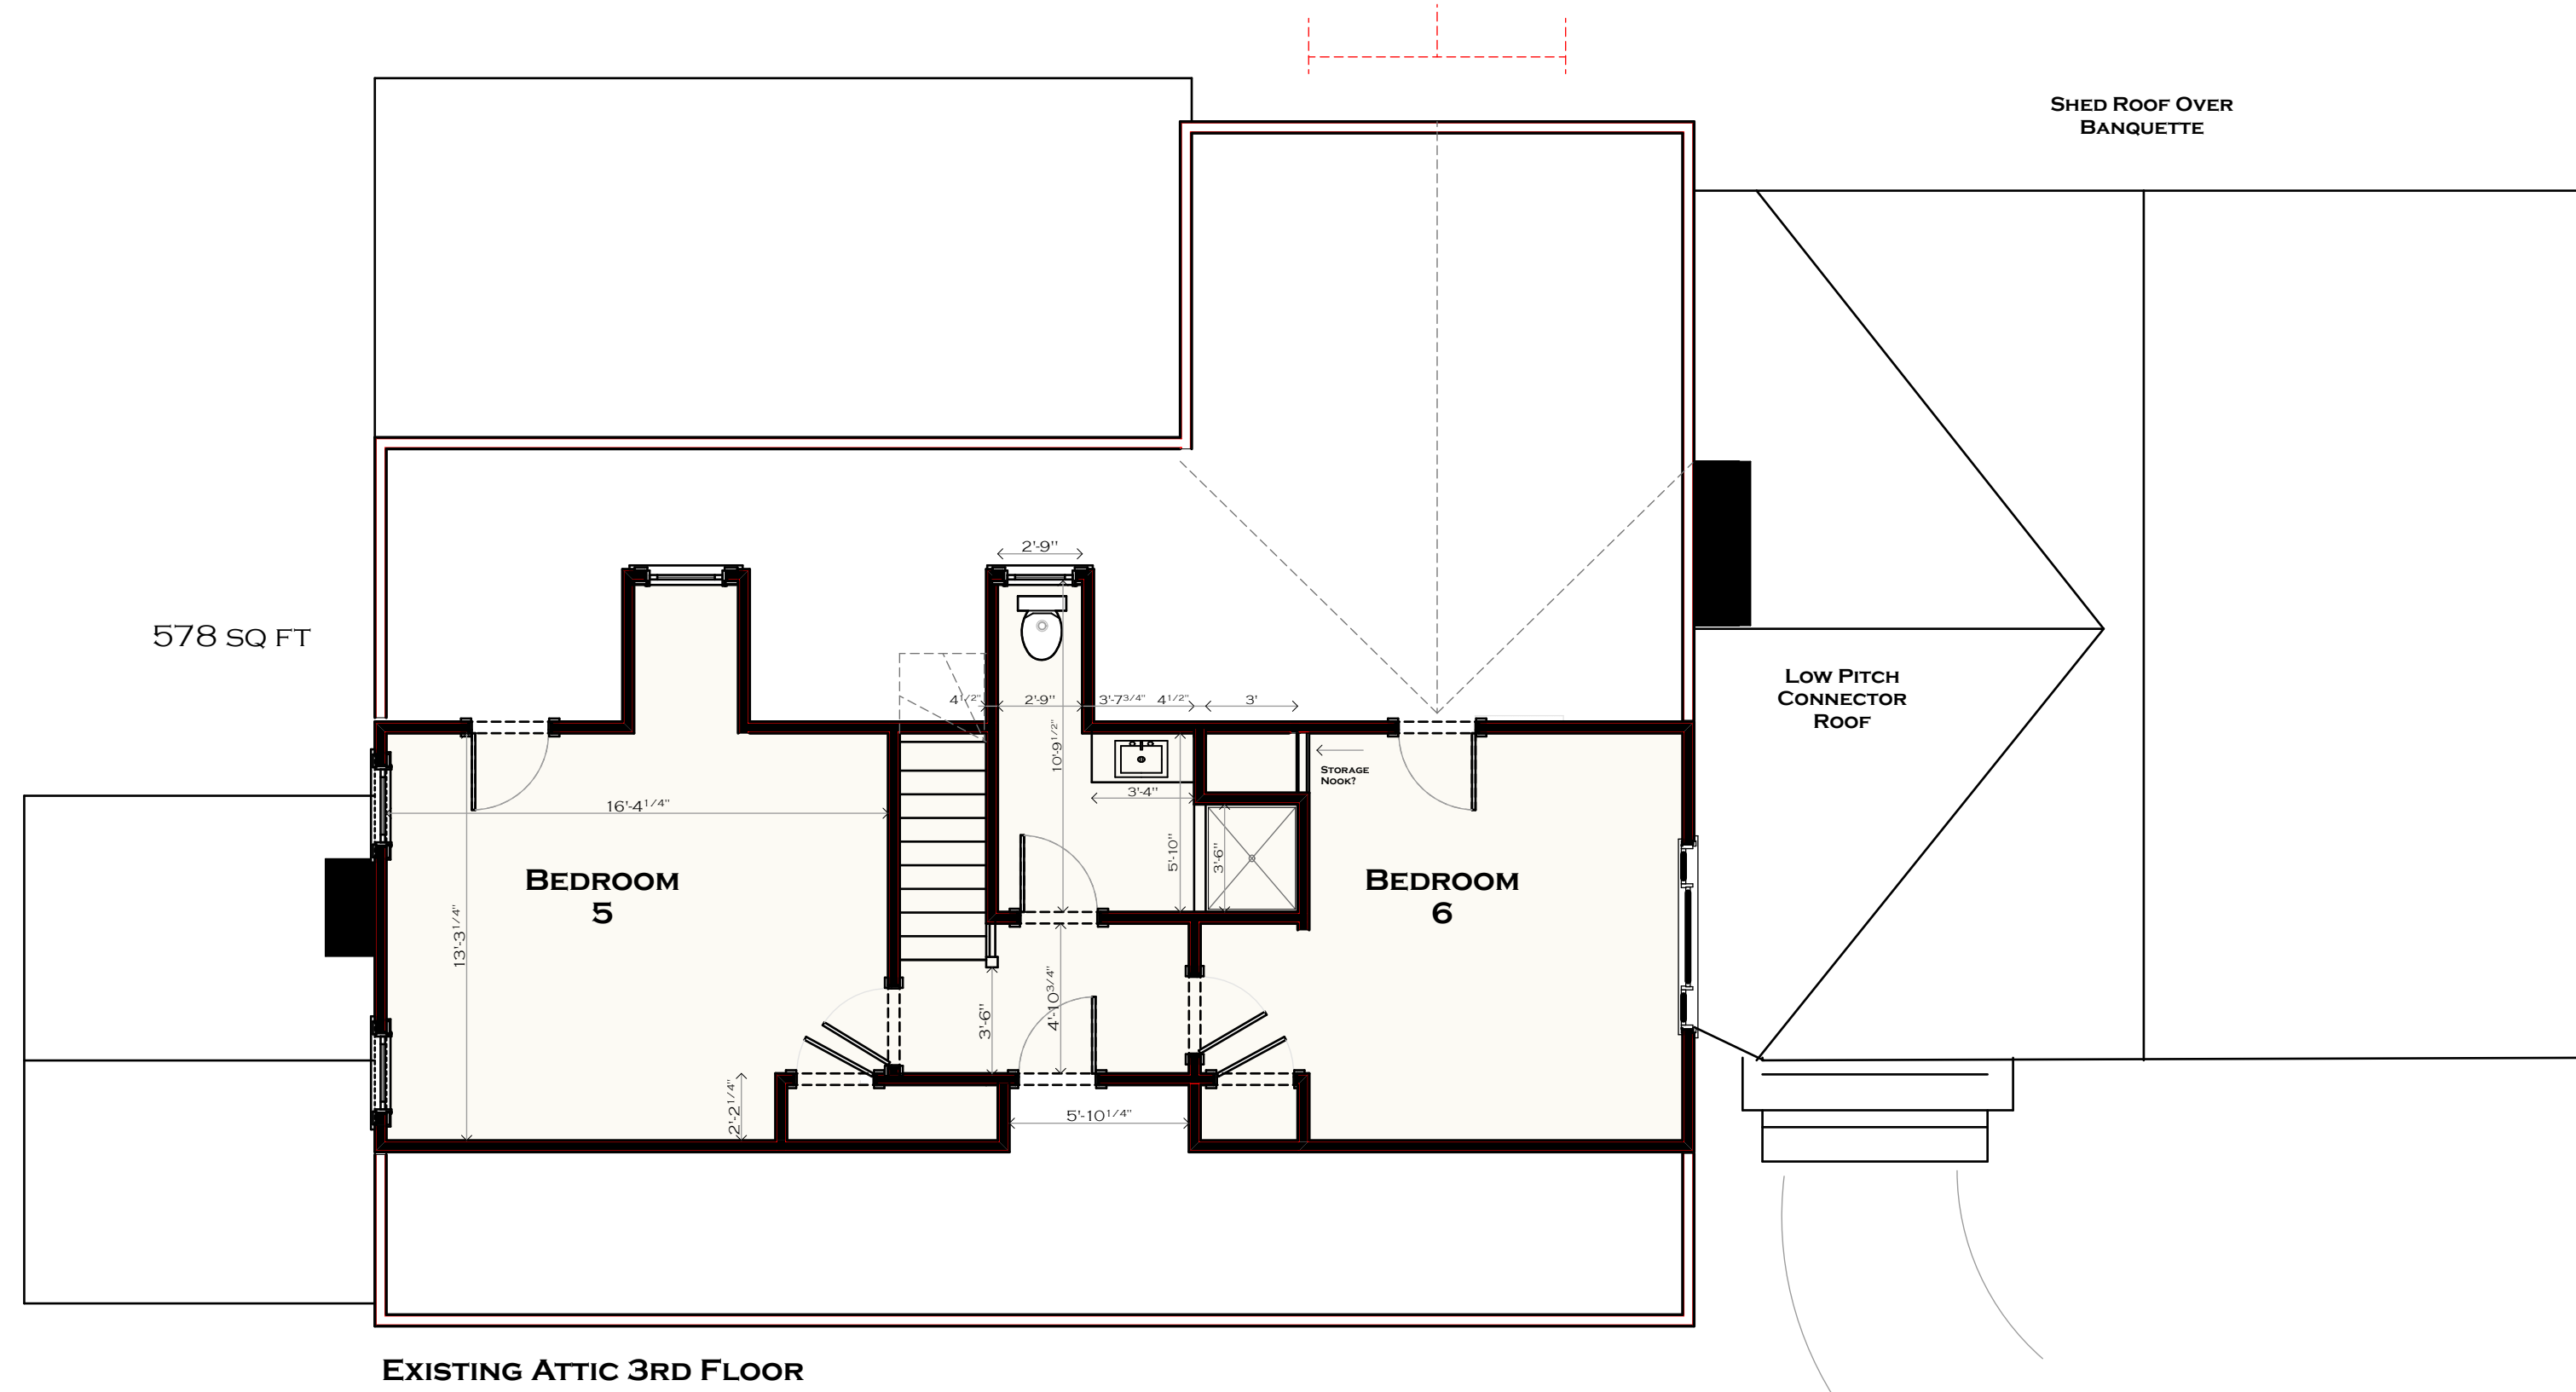 SHED ROOF OVER
BANQUETTE
2'-9"
578 SQ FT
LOW PITCH
CONNECTOR
ROOF
4 1/2"
2'-9"
3'-7 3/4"
4 1/2"
3'
10'-9 1/2"
STORAGE
NOOK?
3'-4"
16'-4 1/4"
5'-10"
3'-6"
BEDROOM
5
BEDROOM
6
13'-3 1/4"
3'-6"
4'-10 3/4"
2'-2 1/4"
5'-10 1/4"
EXISTING ATTIC 3RD FLOOR